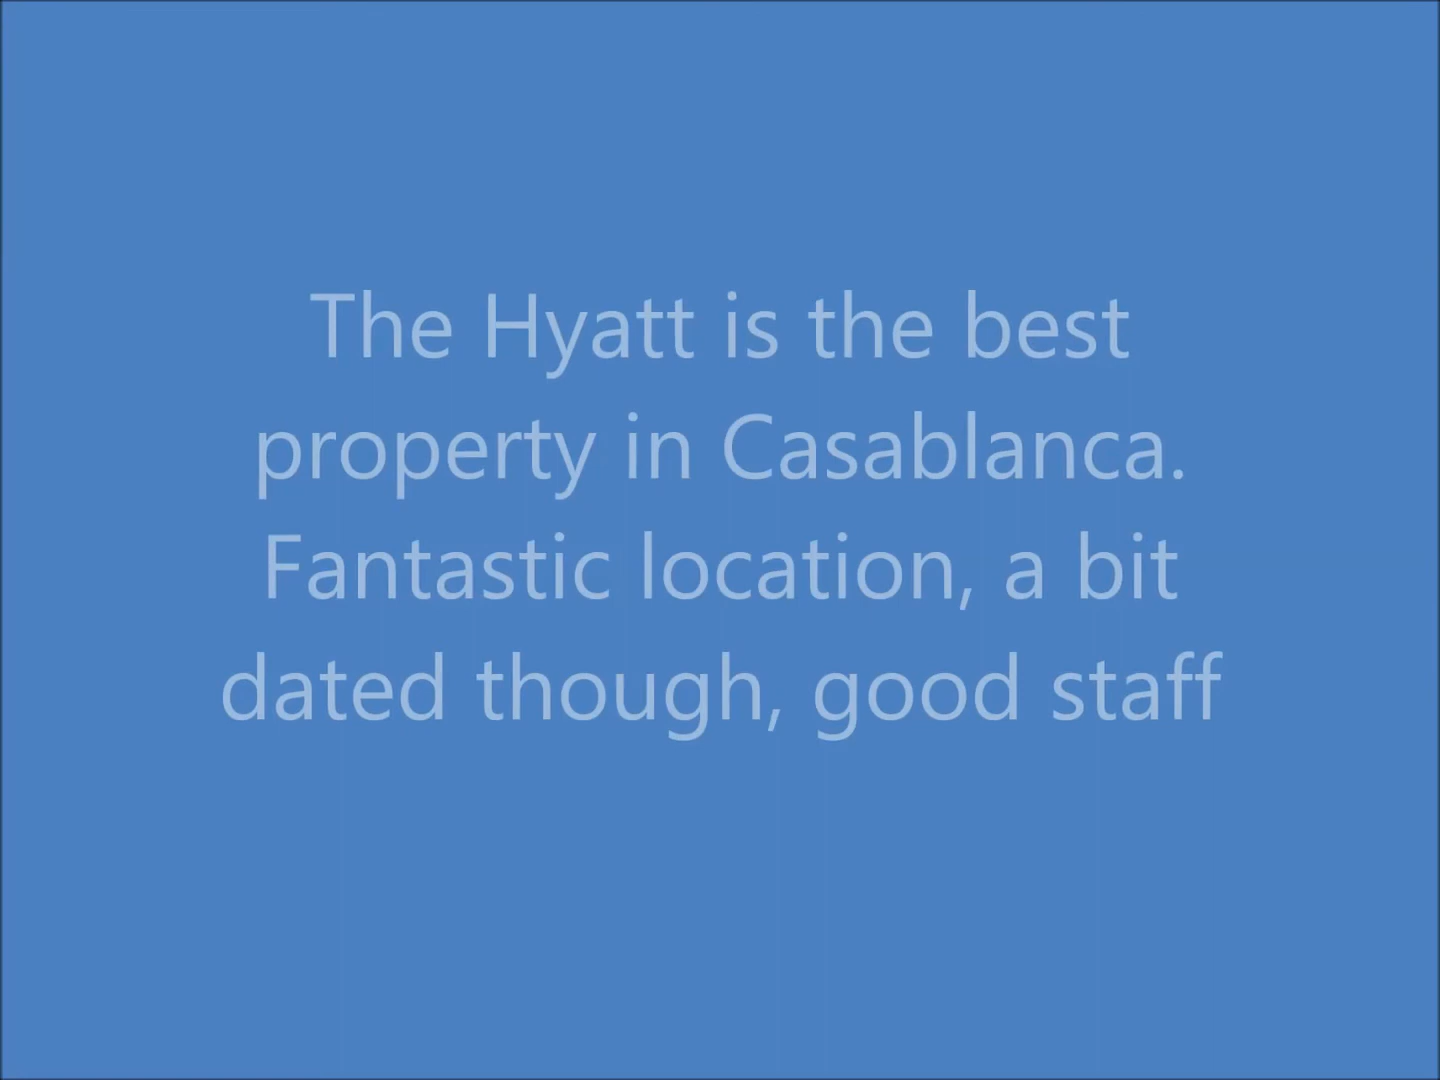 The Hyatt is the best
property in Casablanca.
Fantastic location, a bit
dated though, good staff